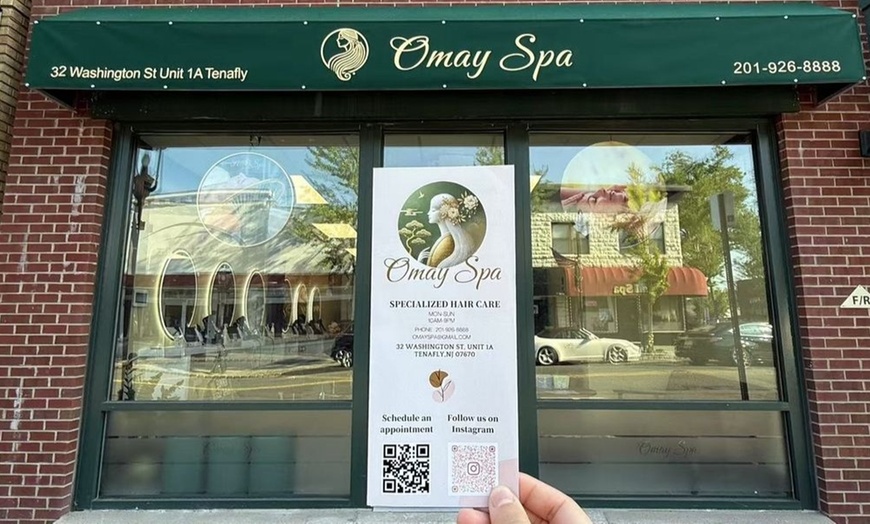 Omay Spa
32 Washington St Unit 1A Tenafly
201-926-8888
Omay Spa
SPECIALIZED HAIR CARE
MON-SUN
10AM-8PM
PHONE: 201-926-8888
OMAYSPA@GMAIL.COM
32 WASHINGTON ST. UNIT 1A
TENAFLY,NJ 07670
Schedule an
appointment
Follow us on
Instagram
Omay Spa
F/R